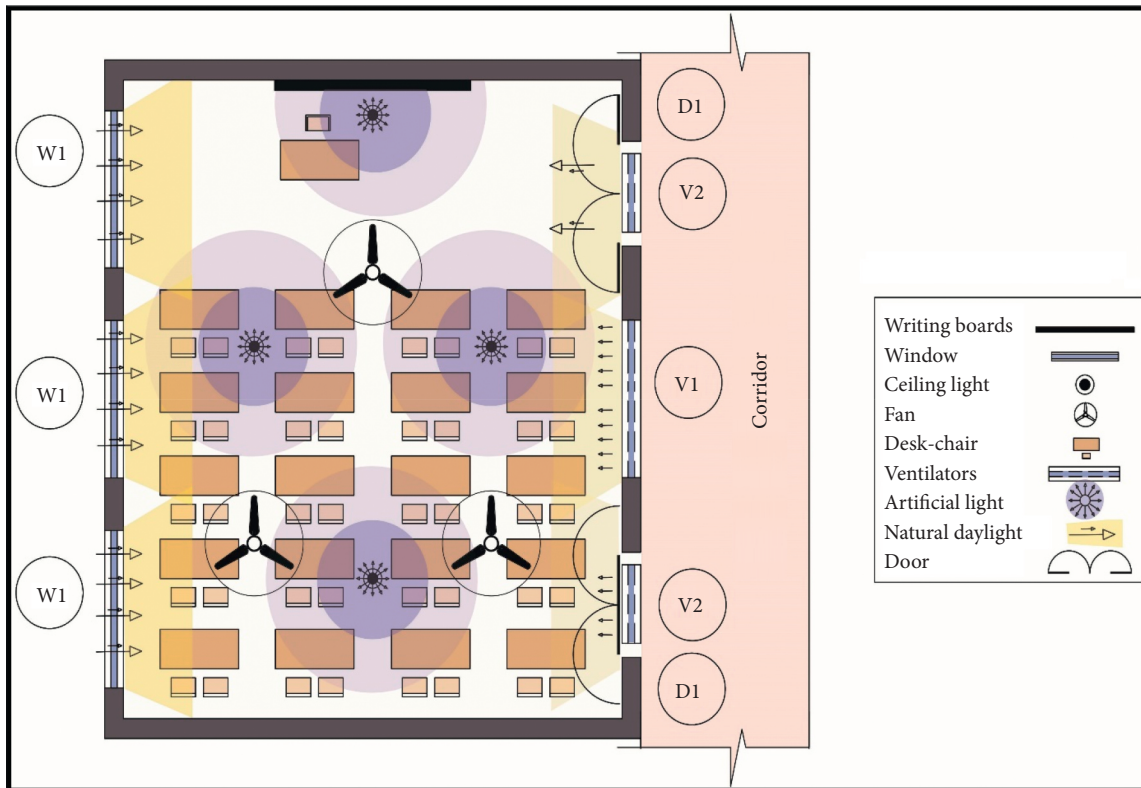 W1
W1
W1
D1
V2
V1
V2
D1
Corridor
Writing boards
Window
Ceiling light
Fan
Desk-chair
Ventilators
Artificial light
Natural daylight
Door